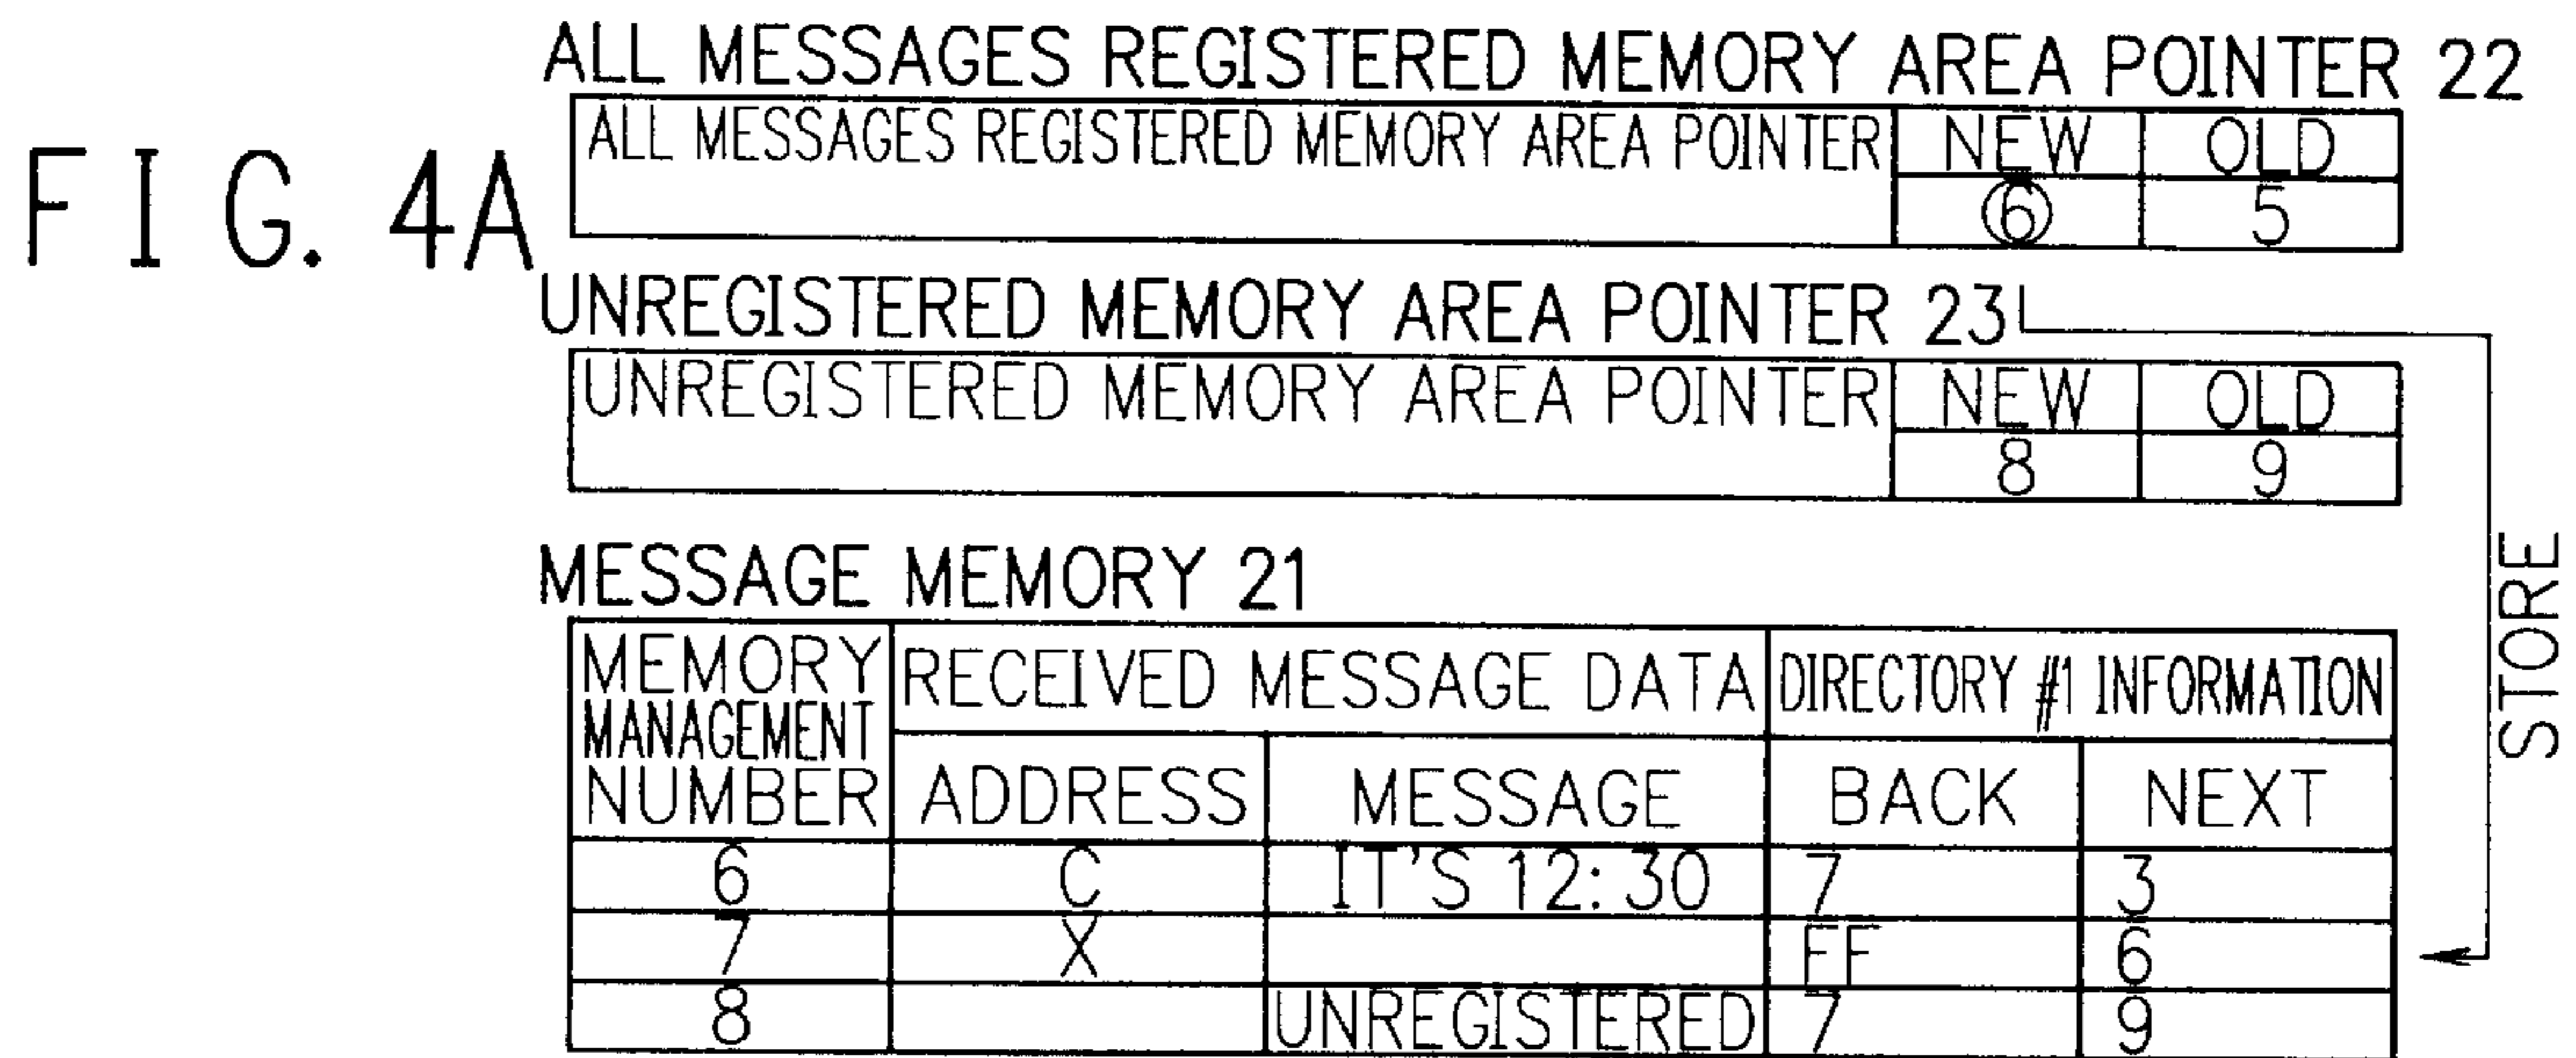 ALL MESSAGES REGISTERED MEMORY AREA POINTER 22
ALL MESSAGES REGISTERED MEMORY AREA POINTER NEW OLD
6 5
FIG. 4A
UNREGISTERED MEMORY AREA POINTER 23
UNREGISTERED MEMORY AREA POINTER NEW OLD
8 9
STORE
MESSAGE MEMORY 21
MEMORY MANAGEMENT NUMBER RECEIVED MESSAGE DATA DIRECTORY #1 INFORMATION
ADDRESS MESSAGE BACK NEXT
6 C IT'S 12:30 7 3
7 X FF 6
8 UNREGISTERED 7 9